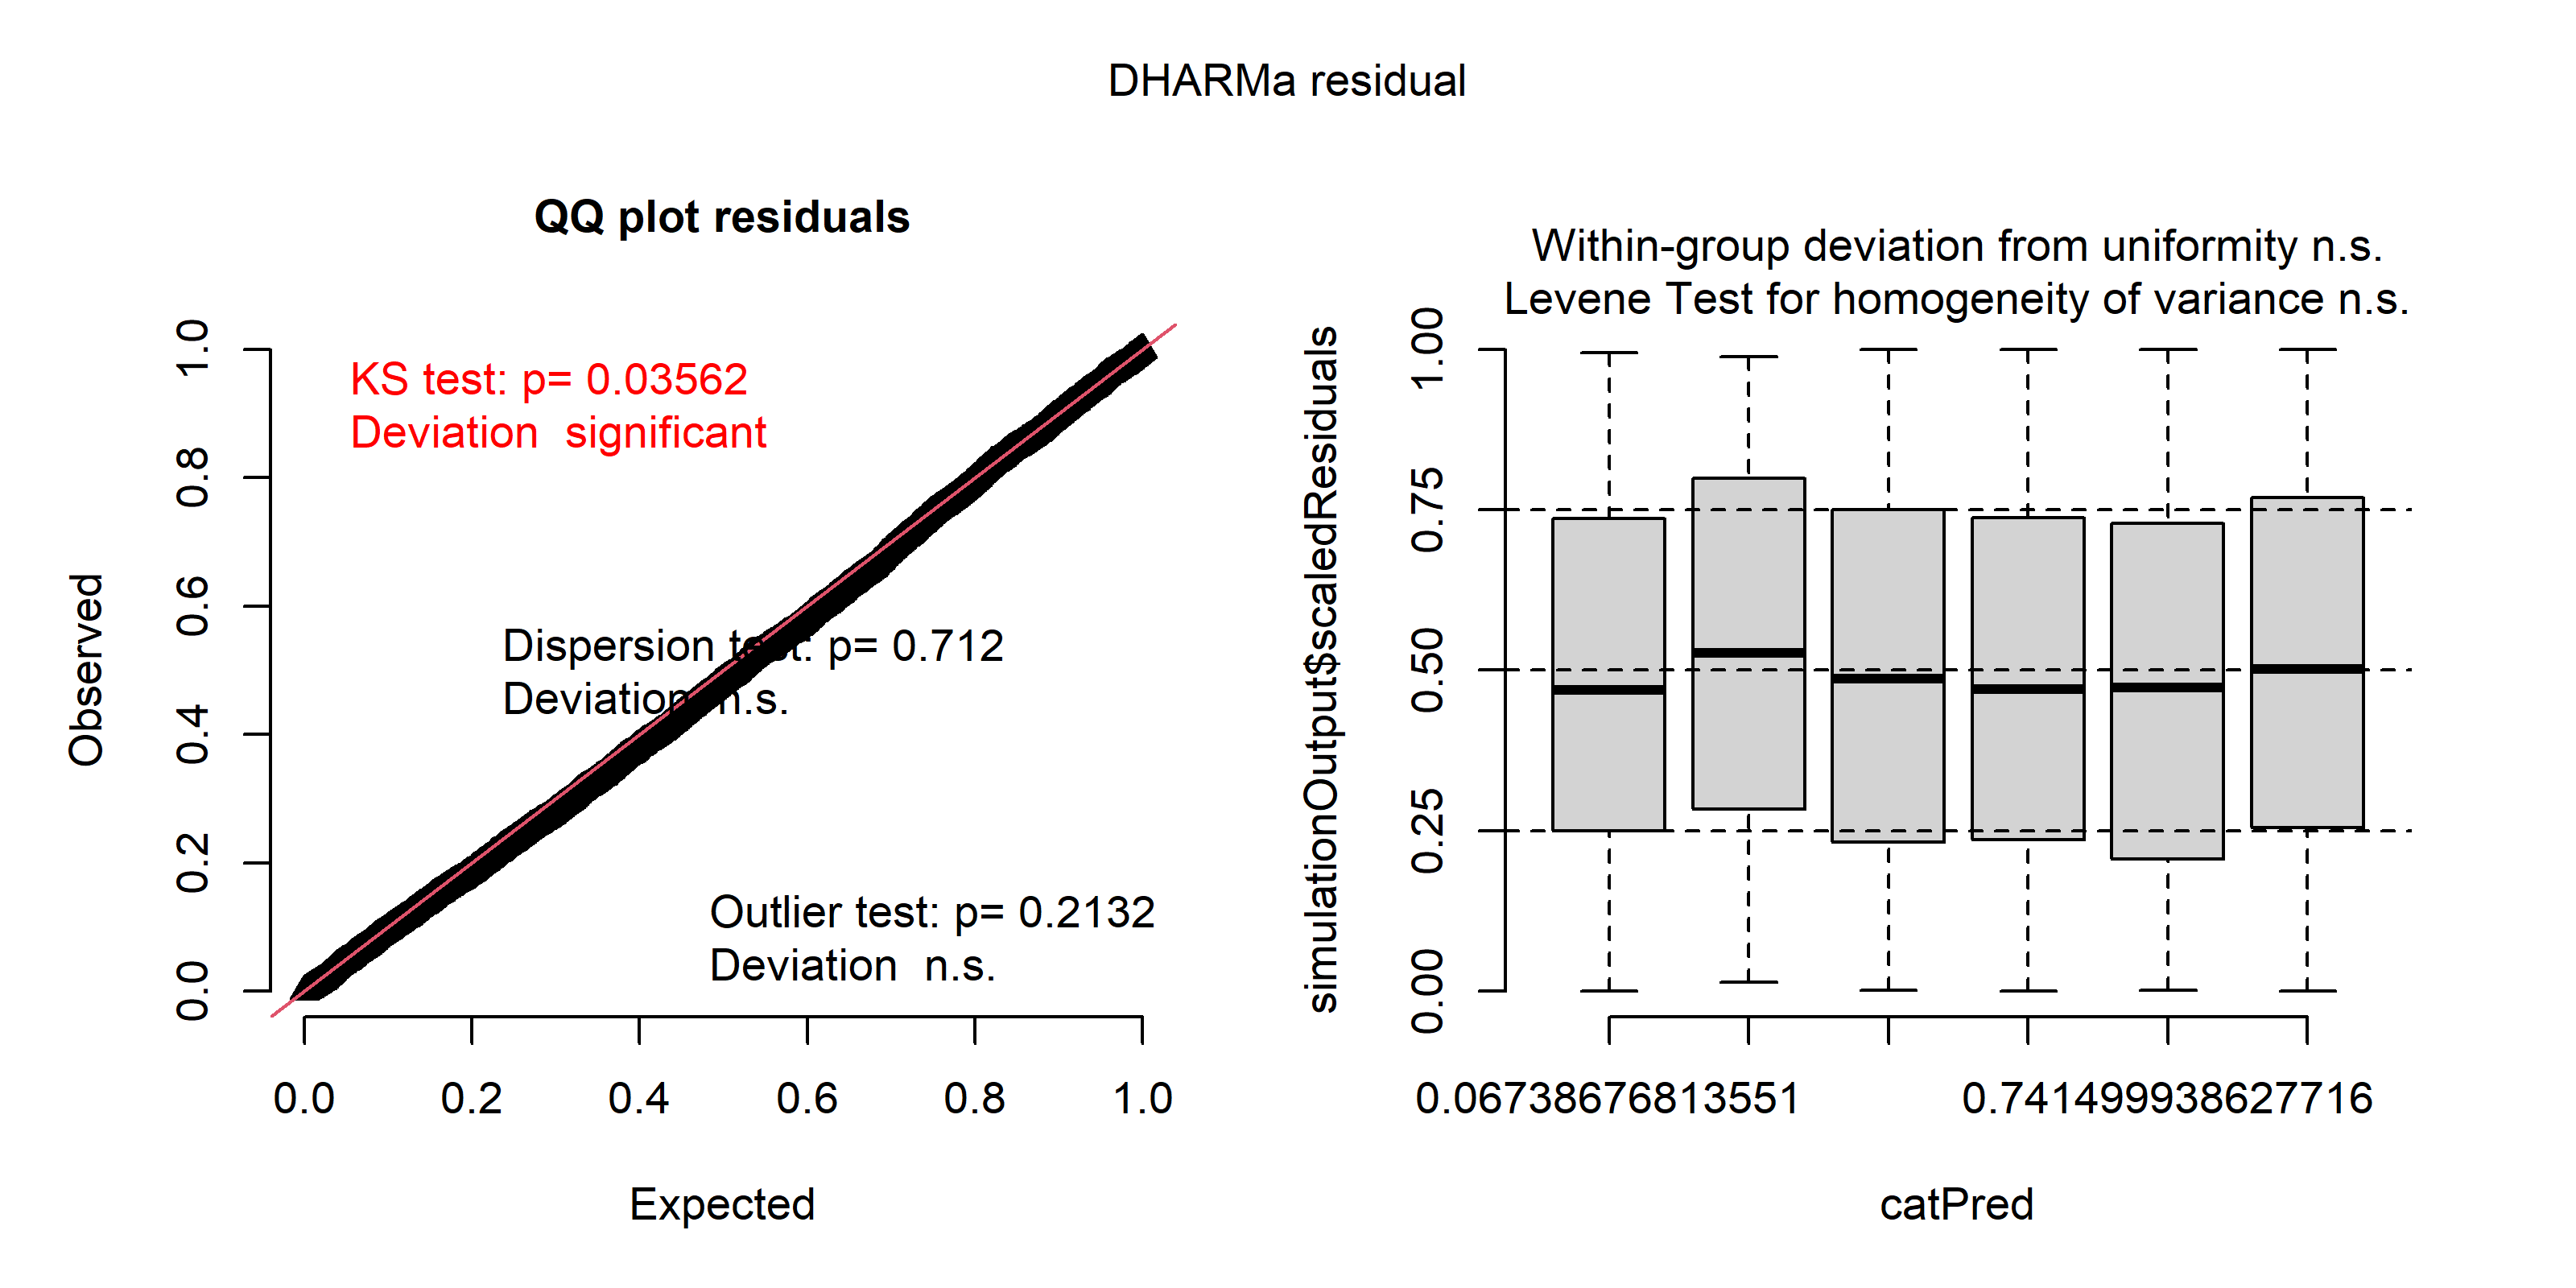 DHARMa residual
QQ plot residuals
KS test: p= 0.03562
Deviation  significant
Dispersion test: p= 0.712
Deviation n.s.
Outlier test: p= 0.2132
Deviation  n.s.
Observed
0.0
0.2
0.4
0.6
0.8
1.0
0.0
0.2
0.4
0.6
0.8
1.0
Expected
Within-group deviation from uniformity n.s.
Levene Test for homogeneity of variance n.s.
simulationOutput$scaledResiduals
0.00
0.25
0.50
0.75
1.00
0.06738676813551
0.741499938627716
catPred